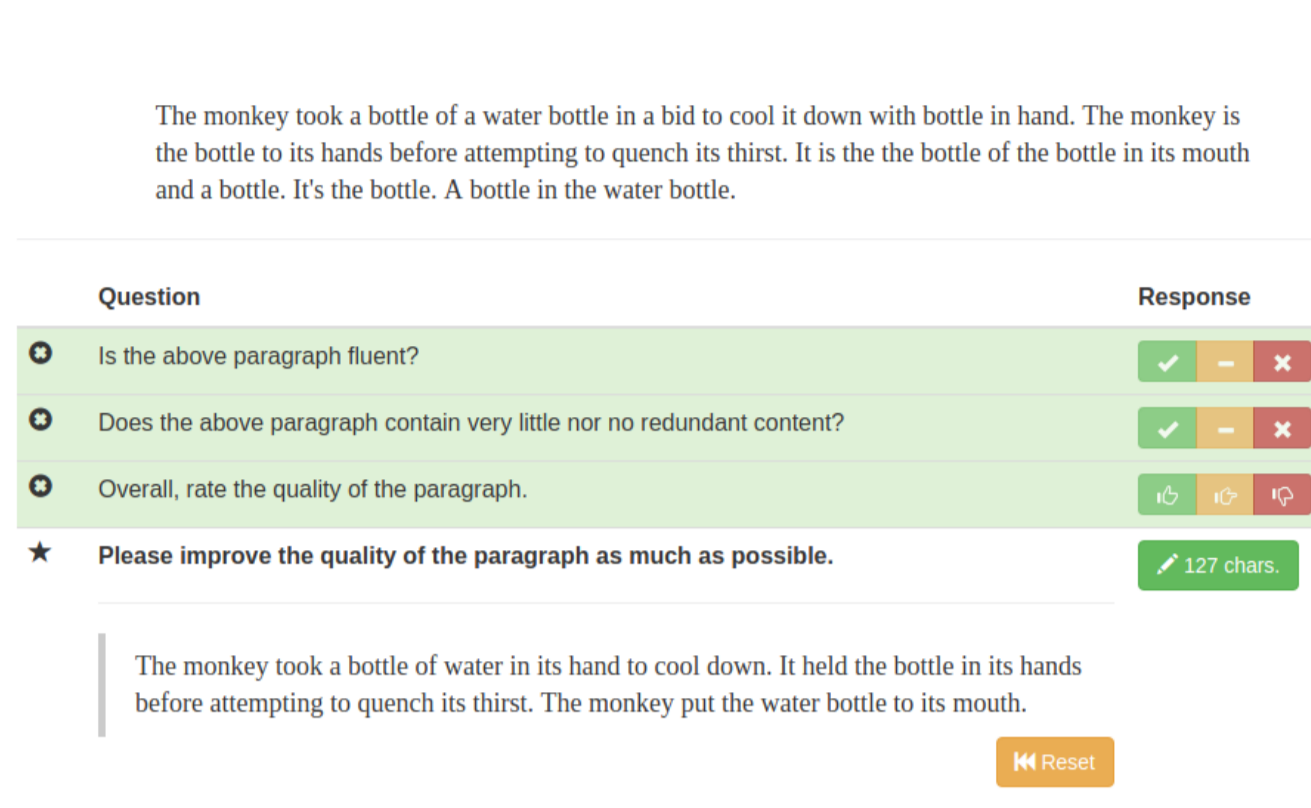 The monkey took a bottle of a water bottle in a bid to cool it down with bottle in hand. The monkey is
the bottle to its hands before attempting to quench its thirst. It is the the bottle of the bottle in its mouth
and a bottle. It's the bottle. A bottle in the water bottle.
Question Response
Is the above paragraph fluent?
Does the above paragraph contain very little nor no redundant content?
Overall, rate the quality of the paragraph.
Please improve the quality of the paragraph as much as possible. 127 chars.
The monkey took a bottle of water in its hand to cool down. It held the bottle in its hands
before attempting to quench its thirst. The monkey put the water bottle to its mouth.
Reset